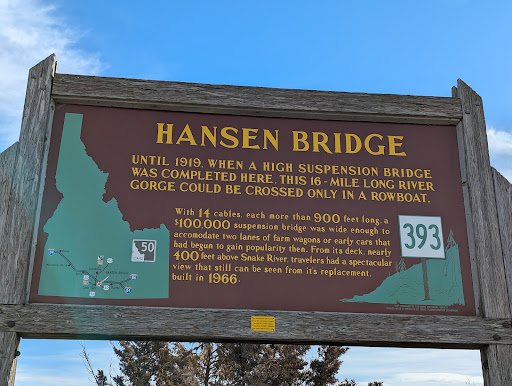 HANSEN BRIDGE
UNTIL 1919, WHEN A HIGH SUSPENSION BRIDGE
WAS COMPLETED HERE, THIS 16-MILE LONG RIVER
GORGE COULD BE CROSSED ONLY IN A ROWBOAT.
With 14 cables, each more than 900 feet long, a
$100,000 suspension bridge was wide enough to
accomodate two lanes of farm wagons or early cars that
had begun to gain popularity then. From its deck, nearly
400 feet above Snake River, travelers had a spectacular
view that still can be seen from it's replacement,
built in 1966.
50
393